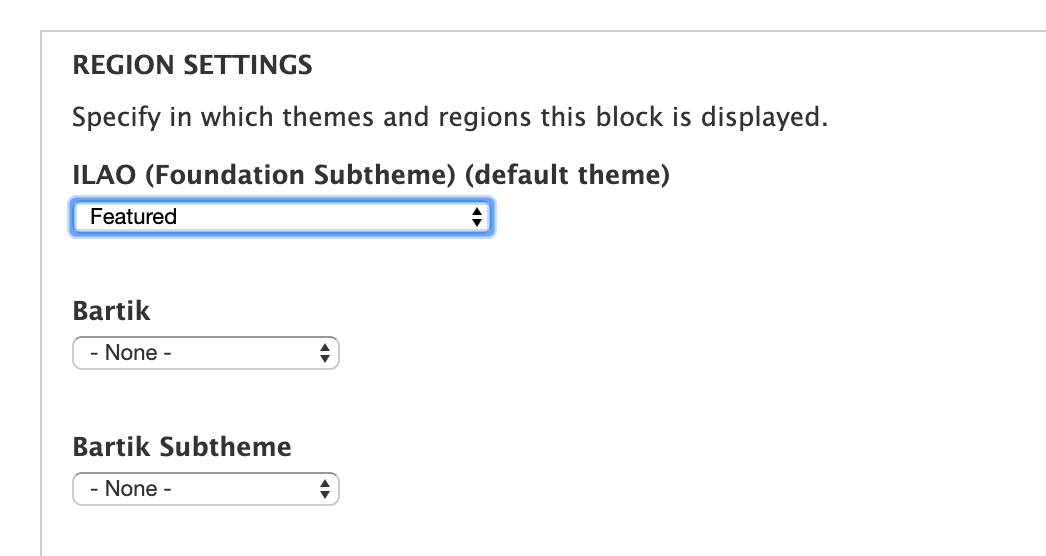 REGION SETTINGS
Specify in which themes and regions this block is displayed.
ILAO (Foundation Subtheme) (default theme)
Featured
Bartik
- None -
Bartik Subtheme
- None -